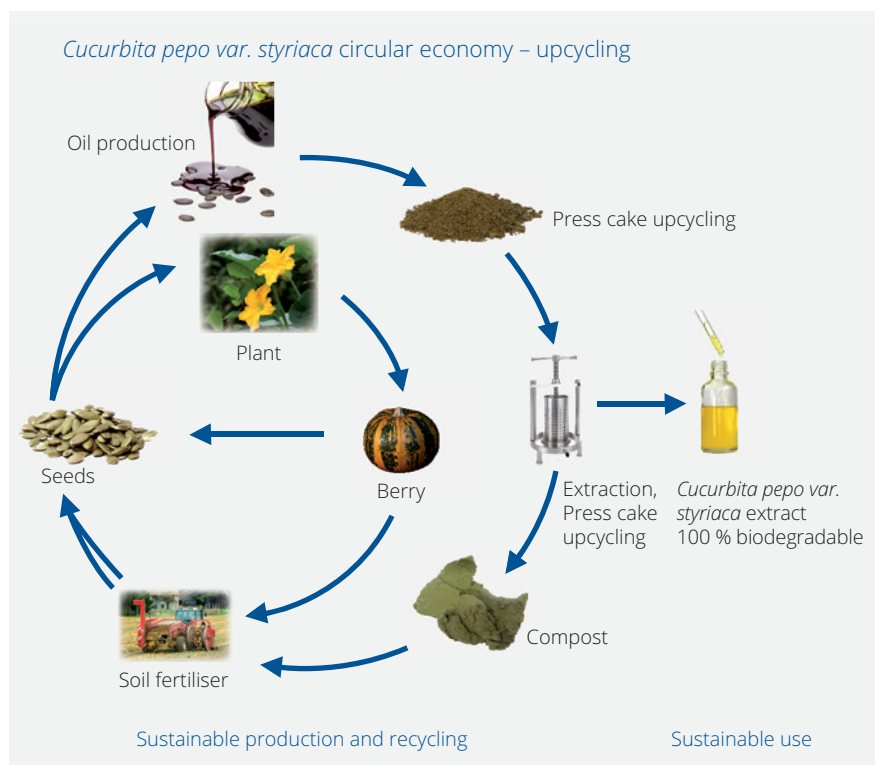 Cucurbita pepo var. styriaca circular economy – upcycling
Oil production
Press cake upcycling
Plant
Seeds
Berry
Extraction,
Press cake
upcycling
Cucurbita pepo var.
styriaca extract
100 % biodegradable
Compost
Soil fertiliser
Sustainable production and recycling
Sustainable use